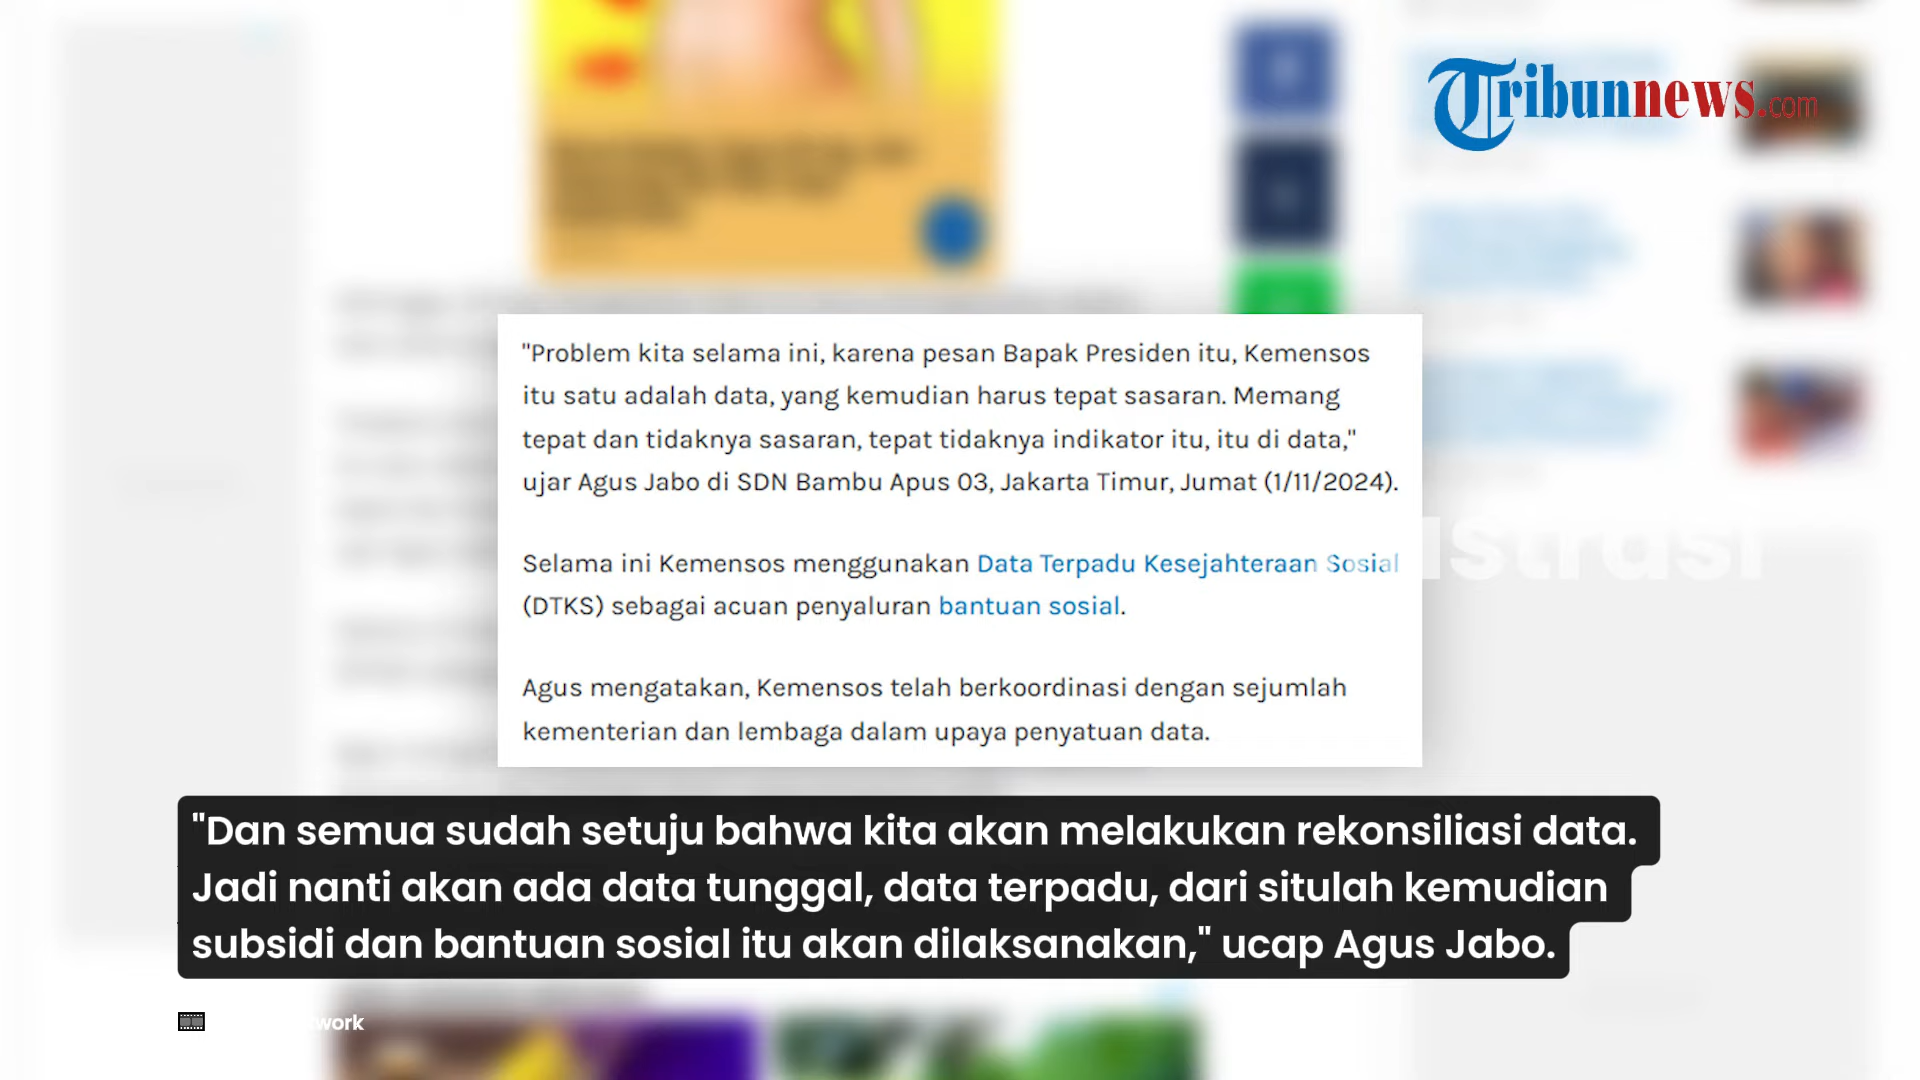 Tribunnews.com
"Problem kita selama ini, karena pesan Bapak Presiden itu, Kemensos
itu satu adalah data, yang kemudian harus tepat sasaran. Memang
tepat dan tidaknya sasaran, tepat tidaknya indikator itu, itu di data,"
ujar Agus Jabo di SDN Bambu Apus 03, Jakarta Timur, Jumat (1/11/2024).
Selama ini Kemensos menggunakan Data Terpadu Kesejahteraan Sosial
(DTKS) sebagai acuan penyaluran bantuan sosial.
Agus mengatakan, Kemensos telah berkoordinasi dengan sejumlah
kementerian dan lembaga dalam upaya penyatuan data.
"Dan semua sudah setuju bahwa kita akan melakukan rekonsiliasi data.
Jadi nanti akan ada data tunggal, data terpadu, dari situlah kemudian
subsidi dan bantuan sosial itu akan dilaksanakan," ucap Agus Jabo.